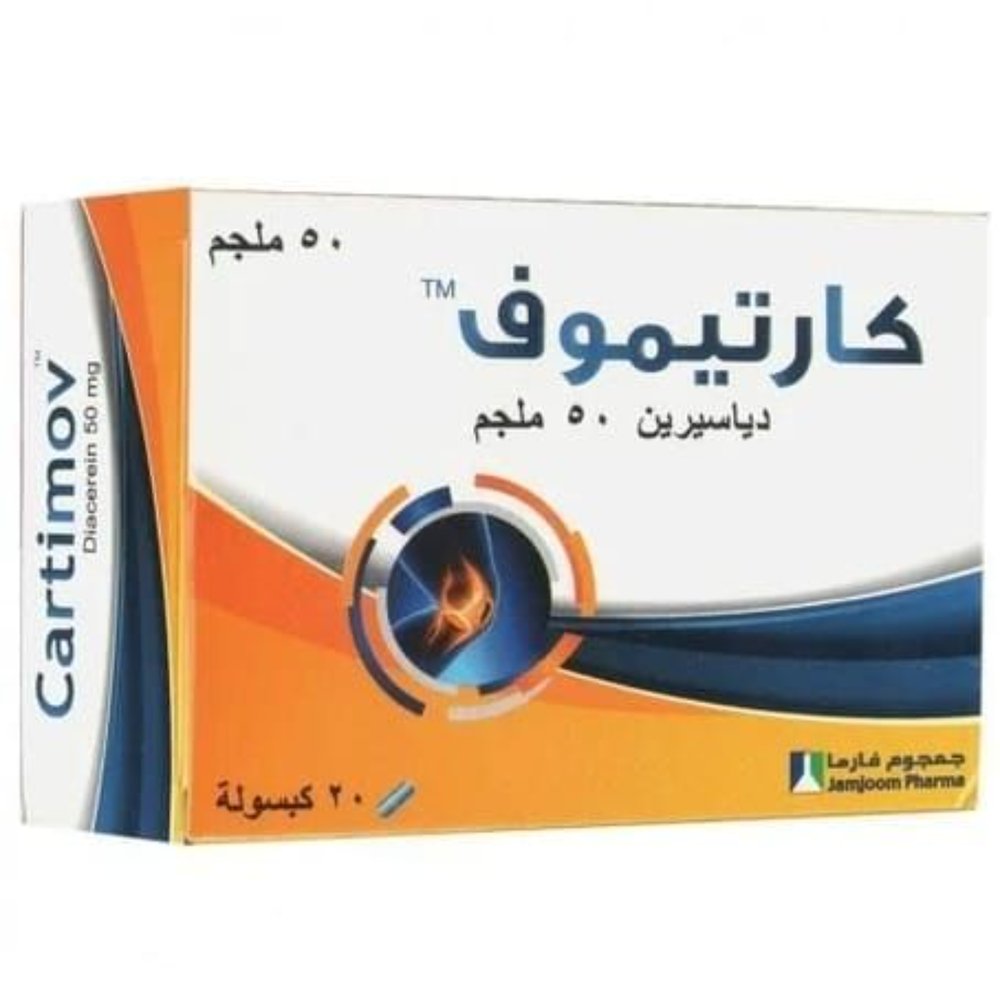 ٥٠ ملجم
كارتيموف™
دياسيرين ٥٠ ملجم
٢٠ كبسولة
جمجوم فارما
Jamjoom Pharma
Cartimov™
Diacerein 50 mg